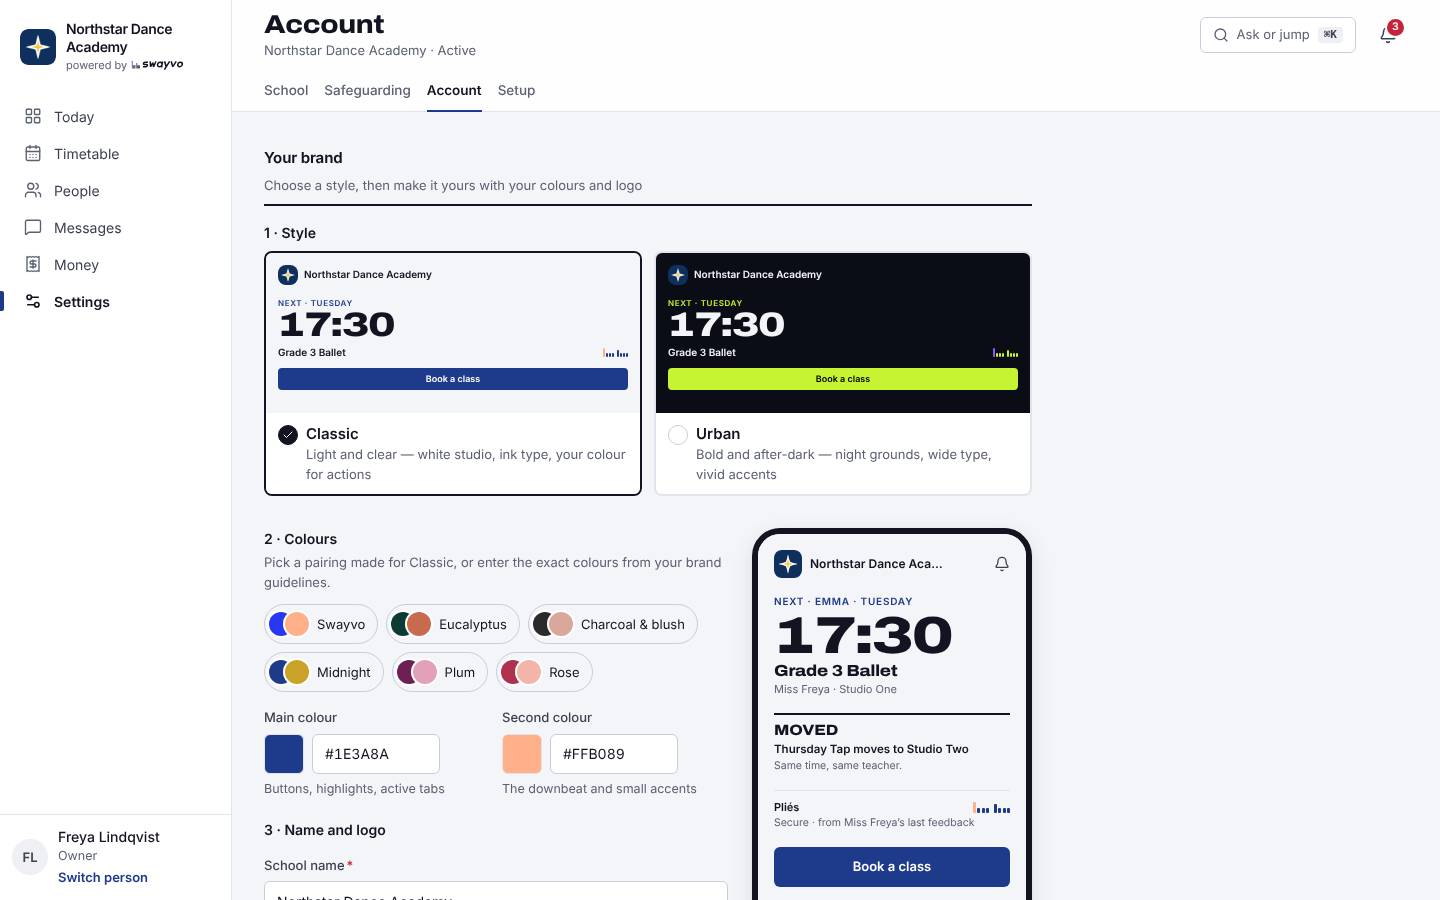 Northstar Dance
Academy
powered by swayvo
Today
Timetable
People
Messages
Money
Settings
Freya Lindqvist
FL
Owner
Switch person
Account
Northstar Dance Academy · Active
Ask or jump ⌘K
3
School Safeguarding Account Setup
Your brand
Choose a style, then make it yours with your colours and logo
1 · Style
Northstar Dance Academy
NEXT · TUESDAY
17:30
Grade 3 Ballet
Book a class
Classic
Light and clear — white studio, ink type, your colour
for actions
Northstar Dance Academy
NEXT · TUESDAY
17:30
Grade 3 Ballet
Book a class
Urban
Bold and after-dark — night grounds, wide type,
vivid accents
2 · Colours
Pick a pairing made for Classic, or enter the exact colours from your brand
guidelines.
Swayvo Eucalyptus Charcoal & blush
Midnight Plum Rose
Main colour
#1E3A8A
Buttons, highlights, active tabs
Second colour
#FFB089
The downbeat and small accents
3 · Name and logo
School name*
Northstar Dance Academy
Northstar Dance Aca...
NEXT · EMMA · TUESDAY
17:30
Grade 3 Ballet
Miss Freya · Studio One
MOVED
Thursday Tap moves to Studio Two
Same time, same teacher.
Pliés
Secure · from Miss Freya's last feedback
Book a class